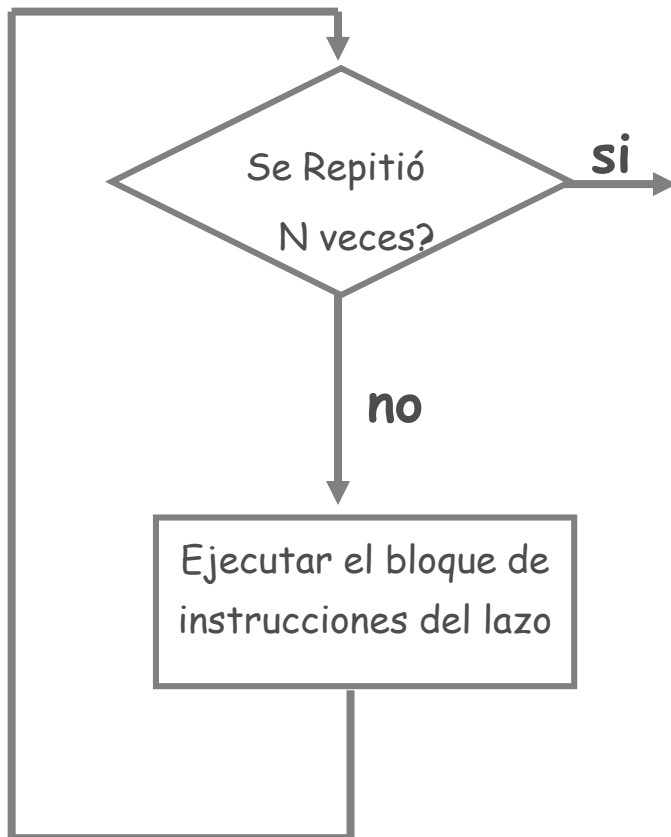 Se Repitió
N veces?
si
no
Ejecutar el bloque de
instrucciones del lazo